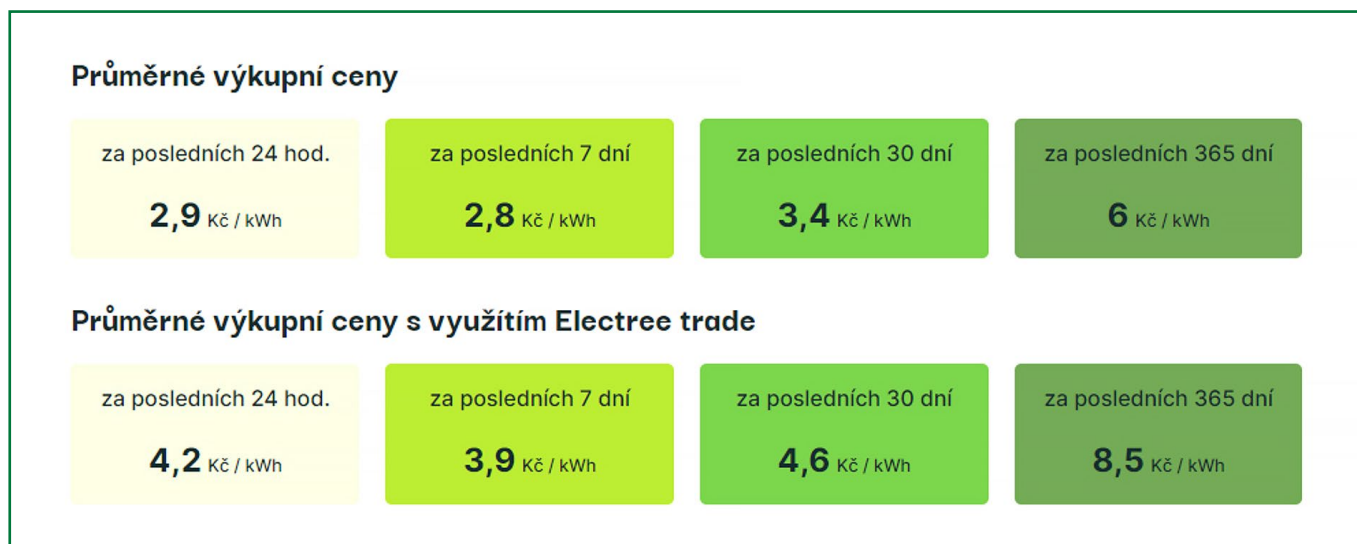 Průměrné výkupní ceny
za posledních 24 hod.
2,9 Kč / kWh
za posledních 7 dní
2,8 Kč / kWh
za posledních 30 dní
3,4 Kč / kWh
za posledních 365 dní
6 Kč / kWh
Průměrné výkupní ceny s využítím Electree trade
za posledních 24 hod.
4,2 Kč / kWh
za posledních 7 dní
3,9 Kč / kWh
za posledních 30 dní
4,6 Kč / kWh
za posledních 365 dní
8,5 Kč / kWh